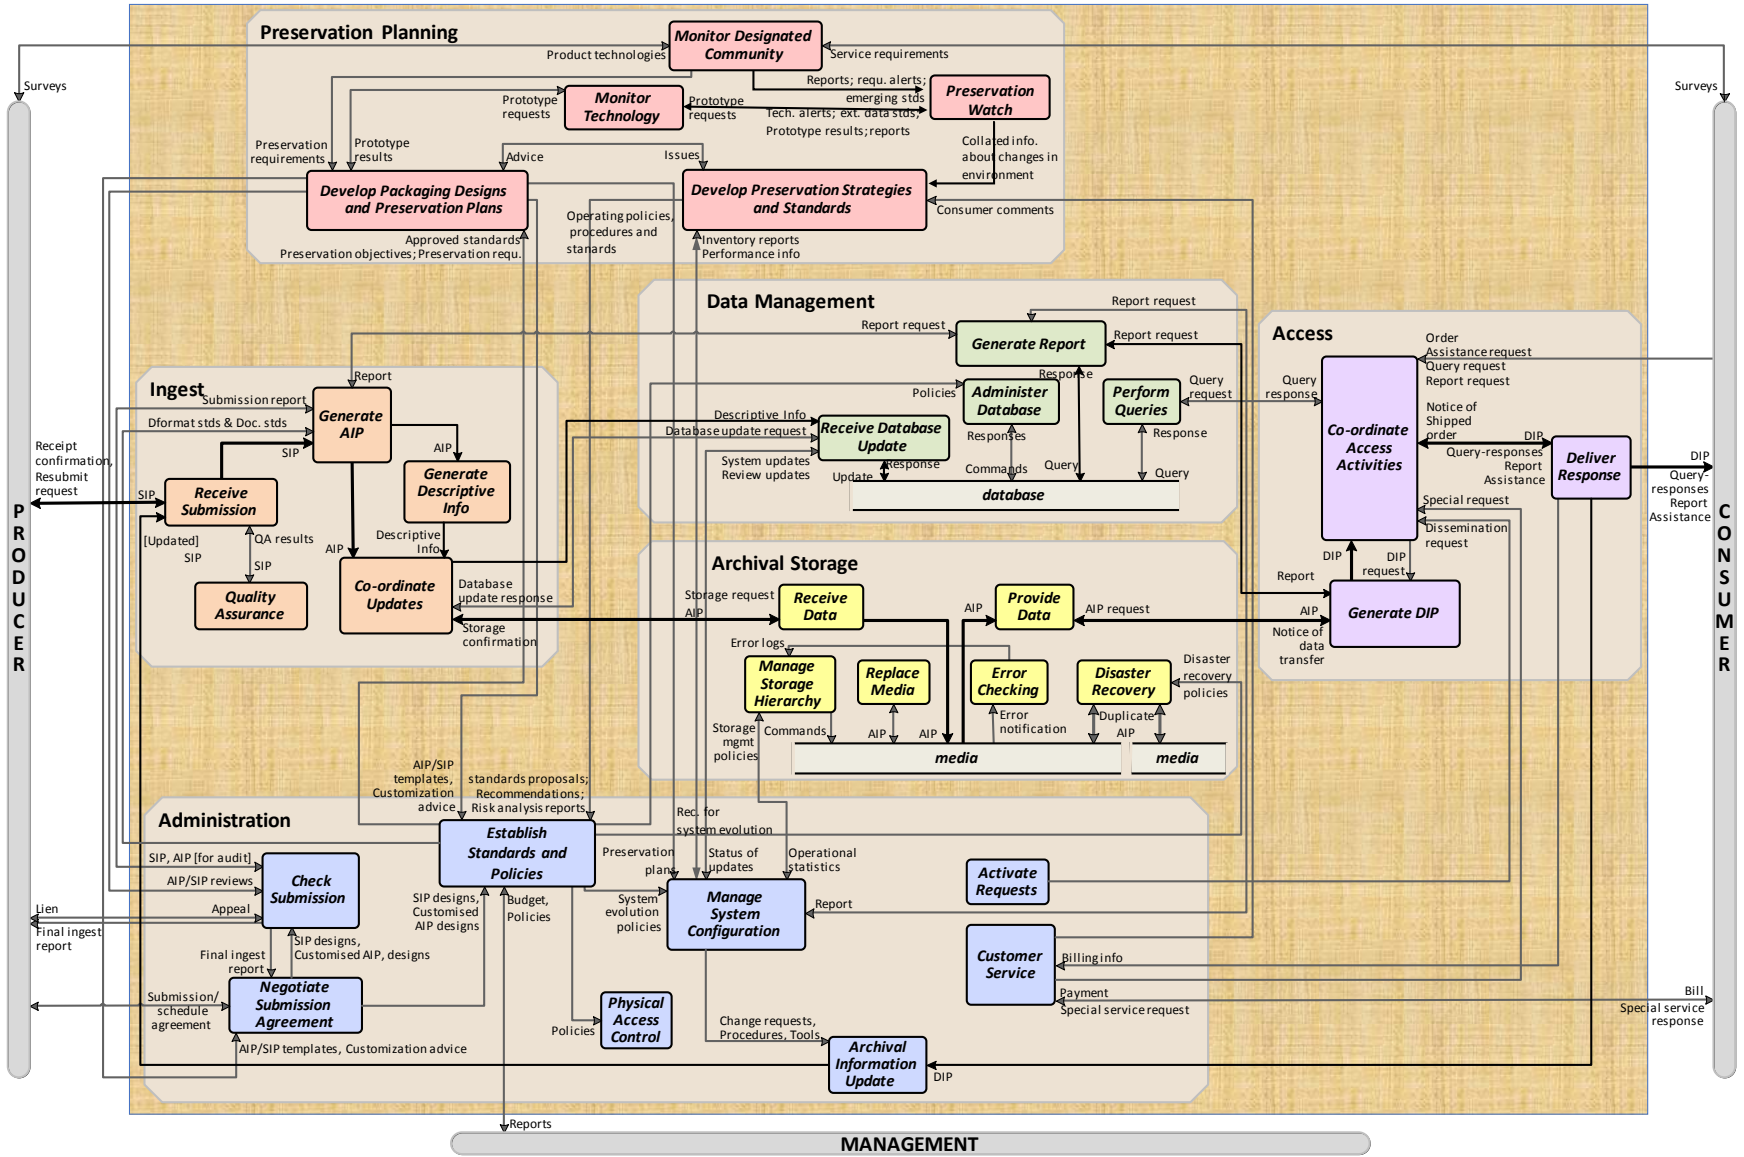 Preservation Planning
Monitor Designated
Community
Product technologies
Service requirements
Surveys
Surveys
Reports; requ. alerts;
emerging stds
Preservation
Watch
Monitor
Technology
Prototype
requests
Prototype
requests
Tech. alerts; ext. data stds;
Prototype results; reports
Preservation
requirements
Prototype
results
Advice
Issues
Collated info.
about changes in
environment
Develop Packaging Designs
and Preservation Plans
Develop Preservation Strategies
and Standards
Consumer comments
Operating policies,
procedures and
stanards
Approved standards
Preservation objectives; Preservation requ.
Inventory reports
Performance info
Data Management
Report request
Report request
Generate Report
Report request
Response
Policies
Administer
Database
Perform
Queries
Query
request
Descriptive Info
Database update request
Receive Database
Update
System updates
Review updates
Responses
Response
Response
Update
Commands
Query
Query
database
Access
Order
Assistance request
Query request
Report request
Query
response
Co-ordinate
Access
Activities
Notice of
Shipped
order
DIP
Query-responses
Report
Assistance
Deliver
Response
DIP
Query-
responses
Report
Assistance
Special request
Dissemination
request
DIP
DIP
request
Report
Generate DIP
AIP
Notice of
data
transfer
Ingest
Report
Submission report
Dformat stds & Doc. stds
Generate
AIP
SIP
AIP
Generate
Descriptive
Info
Receipt
confirmation,
Resubmit
request
SIP
Receive
Submission
[Updated]
SIP
QA results
SIP
Quality
Assurance
AIP
Descriptive
Info
Co-ordinate
Updates
Database
update response
Storage
confirmation
Archival Storage
Storage request
AIP
Receive
Data
AIP
Provide
Data
AIP request
Error logs
Manage
Storage
Hierarchy
Replace
Media
Error
Checking
Disaster
Recovery
Disaster
recovery
policies
Storage
mgmt
policies
Commands
AIP
AIP
Error
notification
Duplicate
AIP
media
media
Administration
AIP/SIP
templates,
Customization
advice
standards proposals;
Recommendations;
Risk analysis reports
Establish
Standards and
Policies
Rec. for
system evolution
Preservation
plans
Status of
updates
Operational
statistics
SIP, AIP [for audit]
AIP/SIP reviews
Check
Submission
Lien
Appeal
Final ingest
report
SIP designs,
Customised
AIP designs
Budget,
Policies
System
evolution
policies
Manage
System
Configuration
Report
Activate
Requests
Customer
Service
Billing info
Payment
Special service request
Bill
Special service
response
Final ingest
report
SIP designs,
Customised AIP, designs
Negotiate
Submission
Agreement
Submission/
schedule
agreement
AIP/SIP templates, Customization advice
Policies
Physical
Access
Control
Change requests,
Procedures, Tools
Archival
Information
Update
DIP
Reports
PRODUCER
CONSUMER
MANAGEMENT